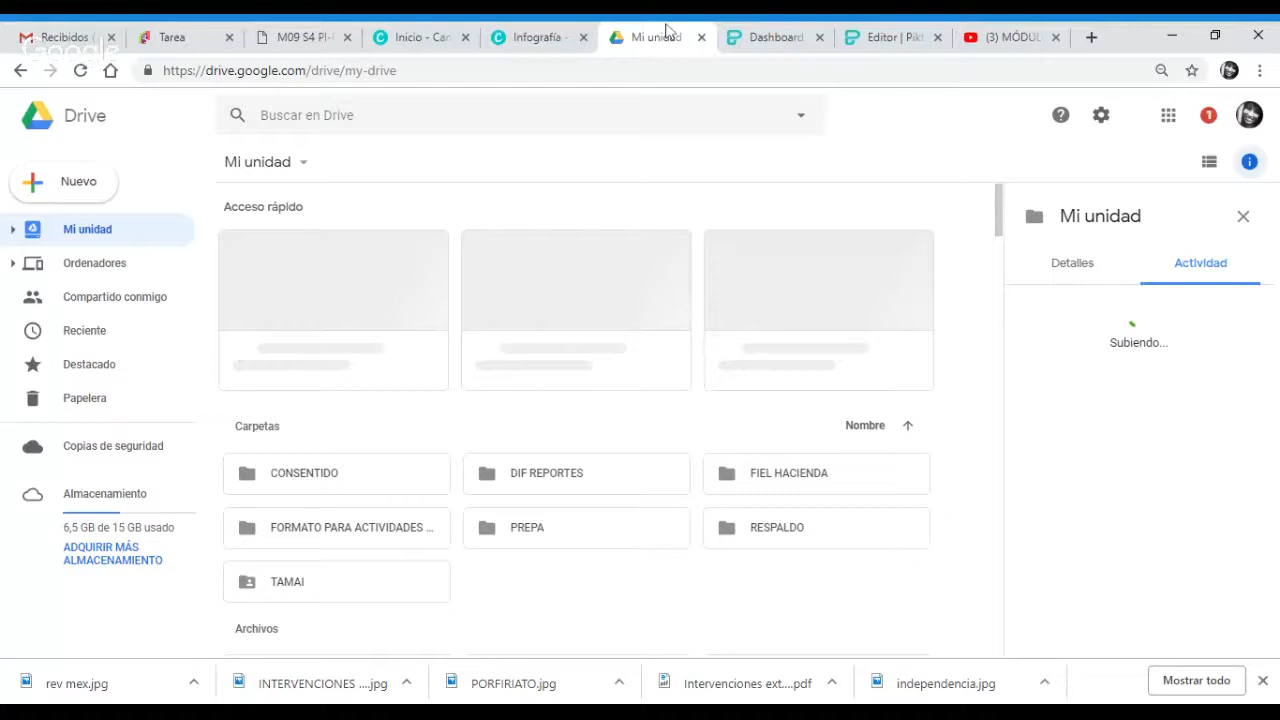 Recibidos (
Tarea
M09 S4 PI-
Inicio - Can
Infografía -
Mi unidad
Dashboard
Editor | Pikt
(3) MÓDUL
Google
https://drive.google.com/drive/my-drive
Drive
Buscar en Drive
1
Mi unidad
Nuevo
Mi unidad
Ordenadores
Compartido conmigo
Reciente
Destacado
Papelera
Copias de seguridad
Almacenamiento
6,5 GB de 15 GB usado
ADQUIRIR MÁS
ALMACENAMIENTO
Acceso rápido
Carpetas
Nombre
CONSENTIDO
DIF REPORTES
FIEL HACIENDA
FORMATO PARA ACTIVIDADES ...
PREPA
RESPALDO
TAMAI
Archivos
Mi unidad
Detalles
Actividad
Subiendo...
rev mex.jpg
INTERVENCIONES ....jpg
PORFIRIATO.jpg
Intervenciones ext....pdf
independencia.jpg
Mostrar todo